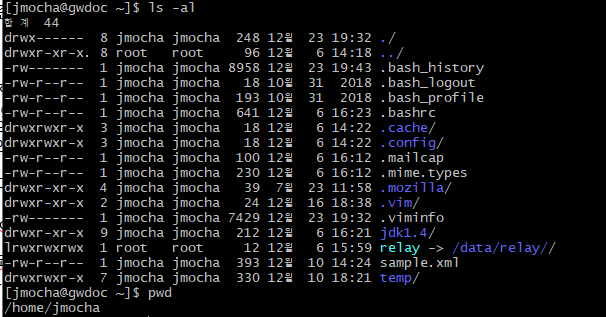 [jmocha@gwdoc ~]$ ls -al
합계 44
drwx------ 8 jmocha jmocha 248 12월 23 19:32 ./
drwxr-xr-x. 8 root root 96 12월 6 14:18 ../
-rw------- 1 jmocha jmocha 8958 12월 23 19:43 .bash_history
-rw-r--r-- 1 jmocha jmocha 18 10월 31 2018 .bash_logout
-rw-r--r-- 1 jmocha jmocha 193 10월 31 2018 .bash_profile
-rw-r--r-- 1 jmocha jmocha 641 12월 6 16:23 .bashrc
drwxrwxr-x 3 jmocha jmocha 18 12월 6 14:22 .cache/
drwxrwxr-x 3 jmocha jmocha 18 12월 6 14:22 .config/
-rw-r--r-- 1 jmocha jmocha 100 12월 6 16:12 .mailcap
-rw-r--r-- 1 jmocha jmocha 230 12월 6 16:12 .mime.types
drwxr-xr-x 4 jmocha jmocha 39 7월 23 11:58 .mozilla/
drwxr-xr-x 2 jmocha jmocha 24 12월 16 18:38 .vim/
-rw------- 1 jmocha jmocha 7429 12월 23 19:32 .viminfo
drwxr-xr-x 9 jmocha jmocha 212 12월 6 16:21 jdk1.4/
lrwxrwxrwx 1 root root 12 12월 6 15:59 relay -> /data/relay//
-rw-r--r-- 1 jmocha jmocha 393 12월 10 14:24 sample.xml
drwxrwxr-x 7 jmocha jmocha 330 12월 10 18:21 temp/
[jmocha@gwdoc ~]$ pwd
/home/jmocha